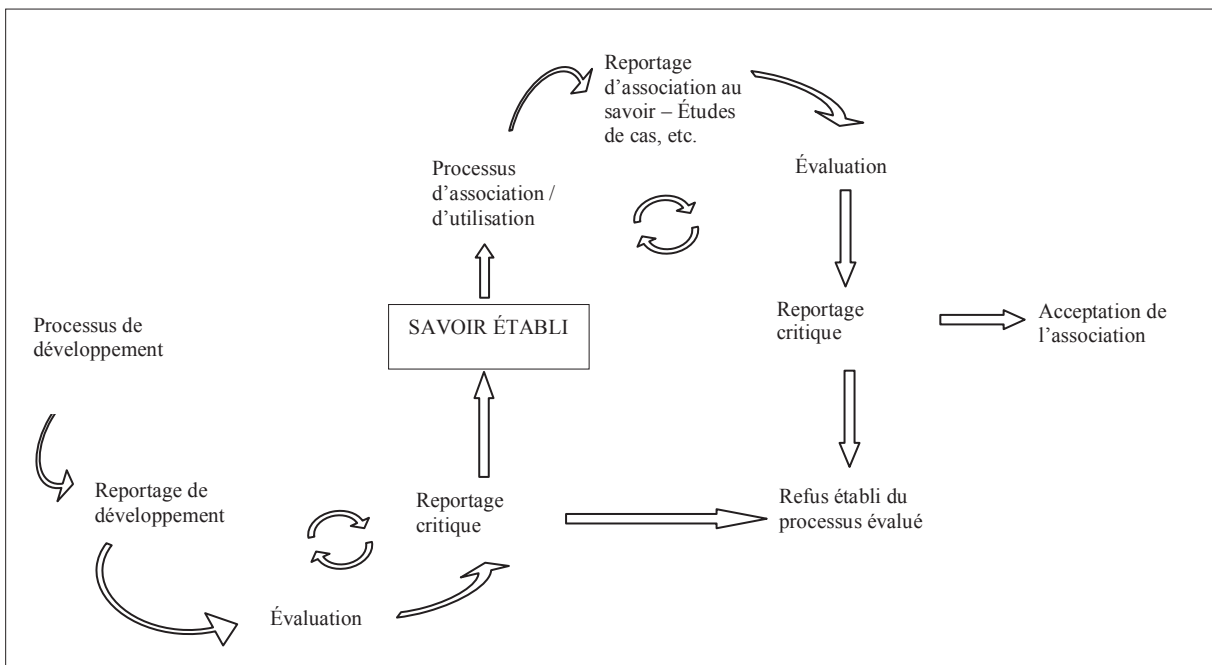 Reportage
d’association au
savoir – Études
de cas, etc.
Processus
d’association /
d’utilisation
Évaluation
SAVOIR ÉTABLI
Processus de
développement
Reportage
critique
Acceptation de
l’association
Reportage de
développement
Reportage
critique
Refus établi du
processus évalué
Évaluation